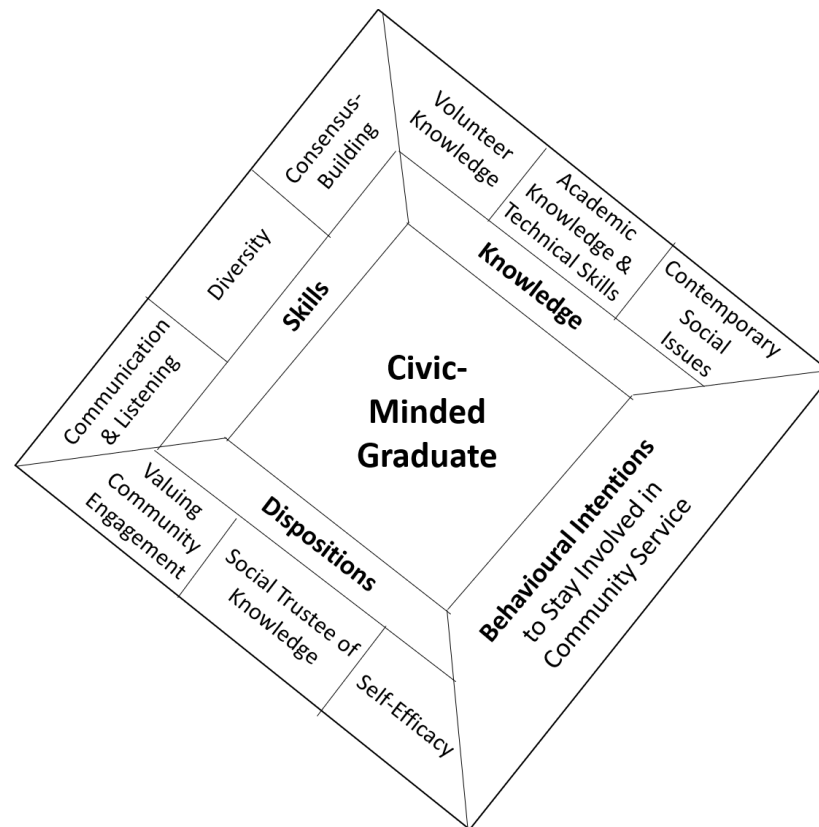 Consensus-
Building
Diversity
Communication
& Listening
Skills
Volunteer
Knowledge
Academic
Knowledge &
Technical Skills
Contemporary
Social
Issues
Knowledge
Civic-
Minded
Graduate
Dispositions
Valuing
Community
Engagement
Social Trustee of
Knowledge
Self-Efficacy
Behavioural Intentions
to Stay Involved in
Community Service